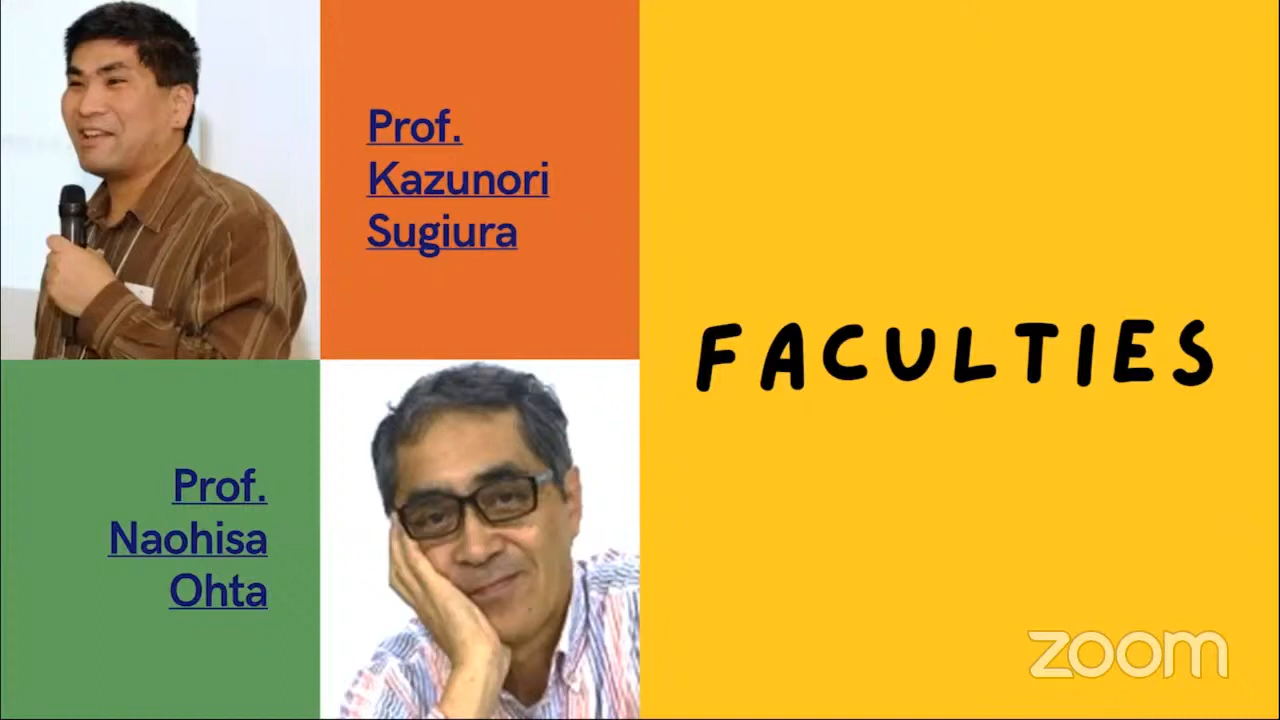 Prof.
Kazunori
Sugiura
FACULTIES
Prof.
Naohisa
Ohta
zoom